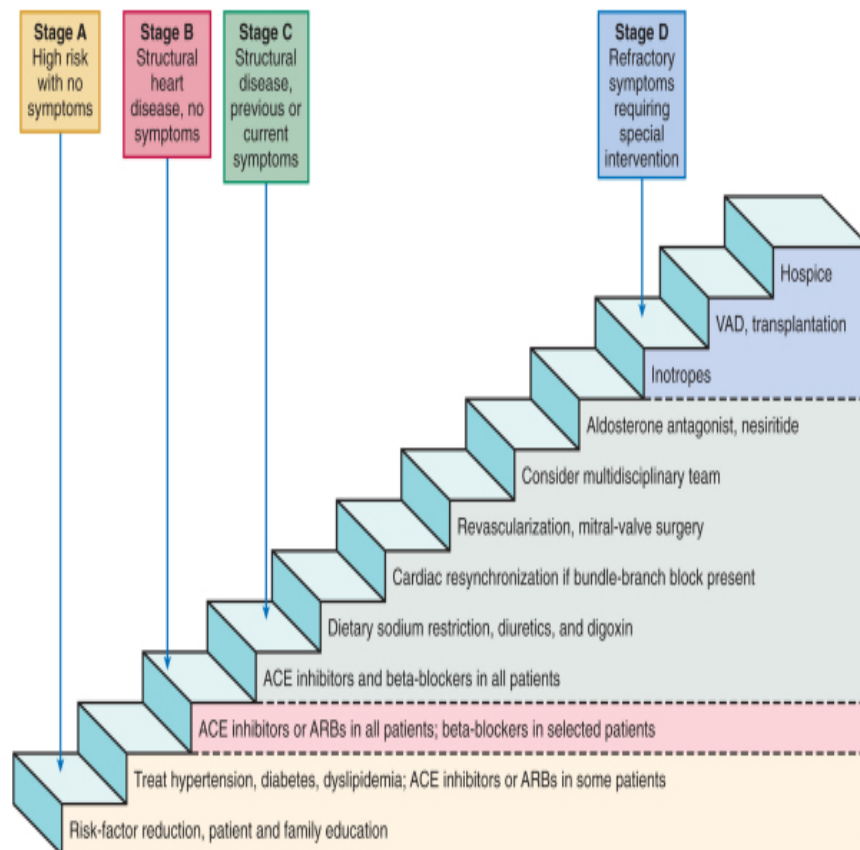 Stage A
High risk
with no
symptoms
Stage B
Structural
heart
disease, no
symptoms
Stage C
Structural
disease,
previous or
current
symptoms
Stage D
Refractory
symptoms
requiring
special
intervention
Hospice
VAD, transplantation
Inotropes
Aldosterone antagonist, nesiritide
Consider multidisciplinary team
Revascularization, mitral-valve surgery
Cardiac resynchronization if bundle-branch block present
Dietary sodium restriction, diuretics, and digoxin
ACE inhibitors and beta-blockers in all patients
ACE inhibitors or ARBs in all patients; beta-blockers in selected patients
Treat hypertension, diabetes, dyslipidemia; ACE inhibitors or ARBs in some patients
Risk-factor reduction, patient and family education